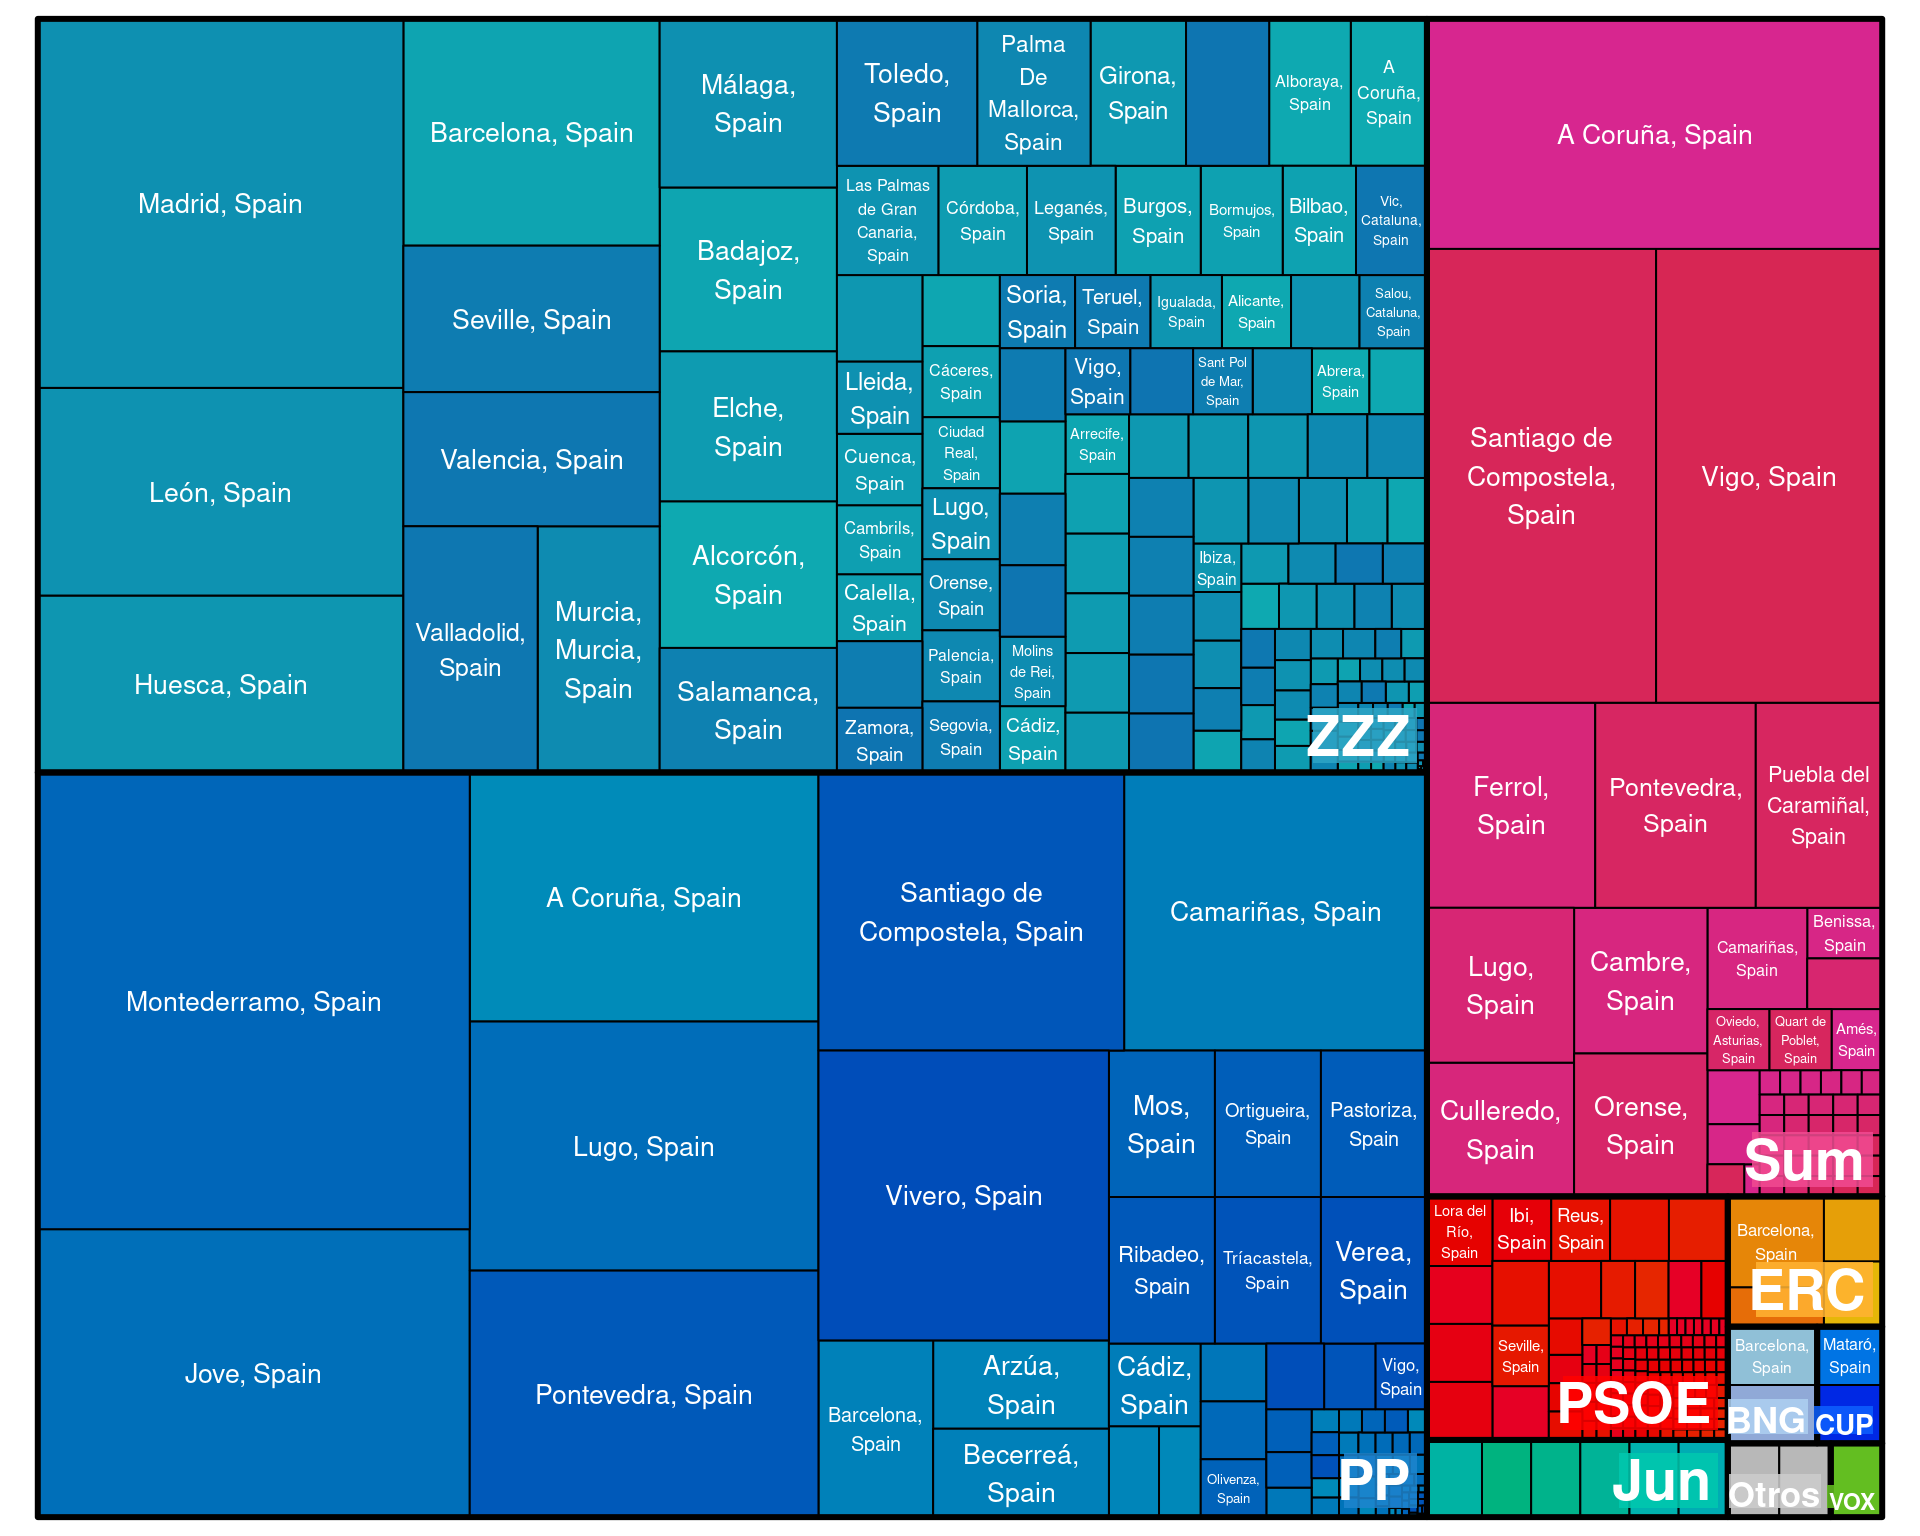 Madrid, Spain
León, Spain
Huesca, Spain
Barcelona, Spain
Seville, Spain
Valencia, Spain
Valladolid,
Spain
Murcia,
Murcia,
Spain
Málaga,
Spain
Badajoz,
Spain
Elche,
Spain
Alcorcón,
Spain
Salamanca,
Spain
Toledo,
Spain
Palma
De
Mallorca,
Spain
Girona,
Spain
Alboraya,
Spain
A
Coruña,
Spain
Las Palmas
de Gran
Canaria,
Spain
Córdoba,
Spain
Leganés,
Spain
Burgos,
Spain
Bormujos,
Spain
Bilbao,
Spain
Vic,
Cataluna,
Spain
Lleida,
Spain
Cuenca,
Spain
Cambrils,
Spain
Calella,
Spain
Zamora,
Spain
Cáceres,
Spain
Ciudad
Real,
Spain
Lugo,
Spain
Orense,
Spain
Palencia,
Spain
Segovia,
Spain
Soria,
Spain
Teruel,
Spain
Igualada,
Spain
Alicante,
Spain
Salou,
Cataluna,
Spain
Vigo,
Spain
Sant Pol
de Mar,
Spain
Abrera,
Spain
Arrecife,
Spain
Ibiza,
Spain
Molins
de Rei,
Spain
Cádiz,
Spain
ZZZ
Montederramo, Spain
Jove, Spain
A Coruña, Spain
Lugo, Spain
Pontevedra, Spain
Santiago de
Compostela, Spain
Camariñas, Spain
Vivero, Spain
Mos,
Spain
Ortigueira,
Spain
Pastoriza,
Spain
Ribadeo,
Spain
Tríacastela,
Spain
Verea,
Spain
Barcelona,
Spain
Arzúa,
Spain
Becerreá,
Spain
Cádiz,
Spain
Vigo,
Spain
Olivenza,
Spain
PP
A Coruña, Spain
Santiago de
Compostela,
Spain
Vigo, Spain
Ferrol,
Spain
Pontevedra,
Spain
Puebla del
Caramiñal,
Spain
Lugo,
Spain
Cambre,
Spain
Camariñas,
Spain
Benissa,
Spain
Culleredo,
Spain
Orense,
Spain
Oviedo,
Asturias,
Spain
Quart de
Poblet,
Spain
Amés,
Spain
Sum
Lora del
Río,
Spain
Ibi,
Spain
Reus,
Spain
Seville,
Spain
PSOE
Barcelona,
Spain
ERC
Barcelona,
Spain
BNG
Mataró,
Spain
CUP
Jun
Otros
VOX